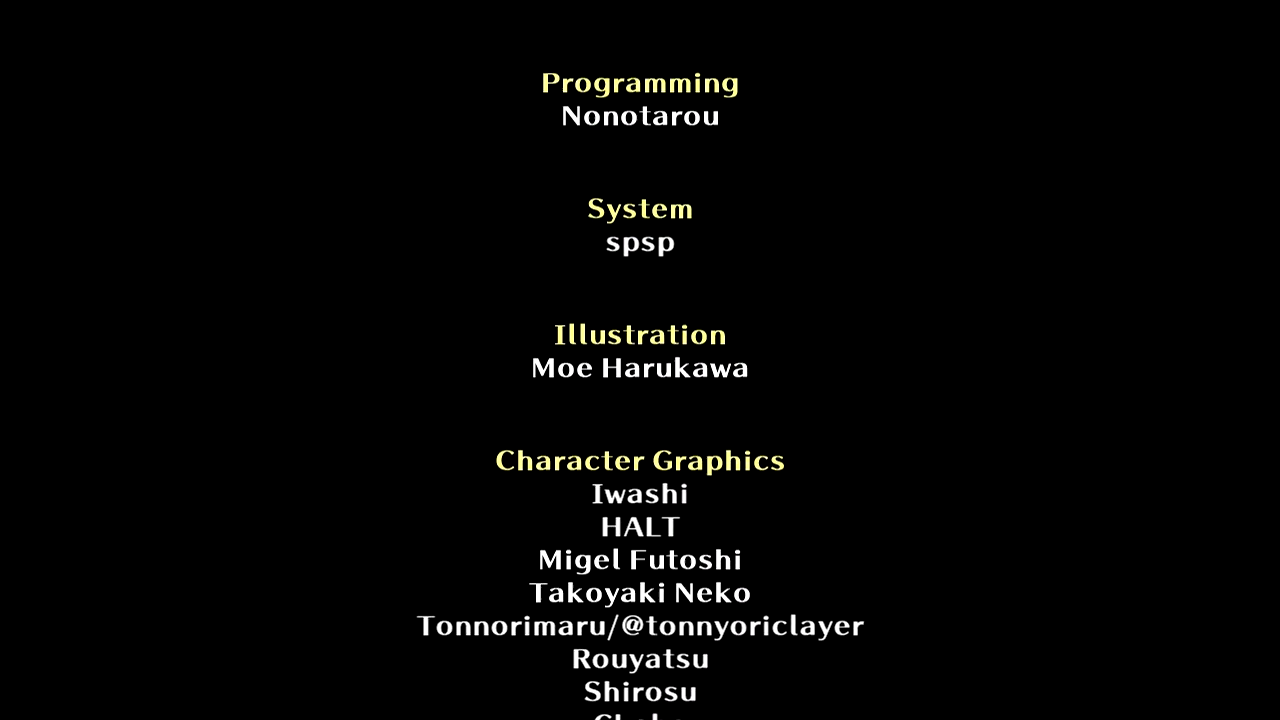 Programming
Nonotarou
System
spsp
Illustration
Moe Harukawa
Character Graphics
Iwashi
HALT
Migel Futoshi
Takoyaki Neko
Tonnorimaru/@tonnyoriclayer
Rouyatsu
Shirosu